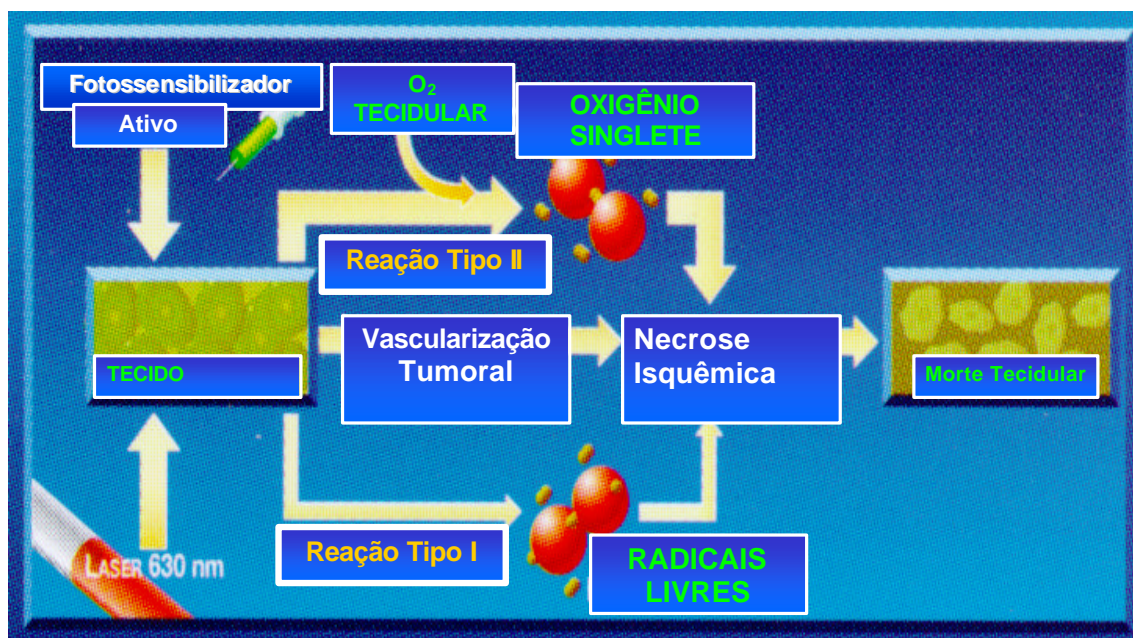 Fotossensibilizador
Ativo
O₂
TECIDULAR
OXIGÊNIO
SINGLETE
Reação Tipo II
TECIDO
Vascularização
Tumoral
Necrose
Isquêmica
Morte Tecidular
LASER 630 nm
Reação Tipo I
RADICAIS
LIVRES